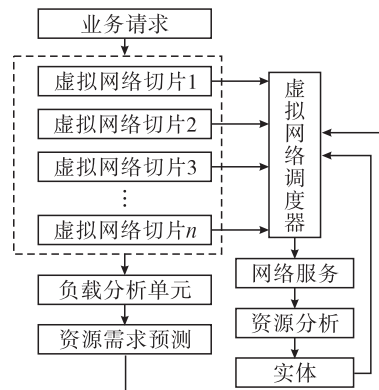 业务请求
虚拟网络切片1
虚拟网络切片2
虚拟网络切片3
⋮
虚拟网络切片n
负载分析单元
资源需求预测
虚拟网络调度器
网络服务
资源分析
实体